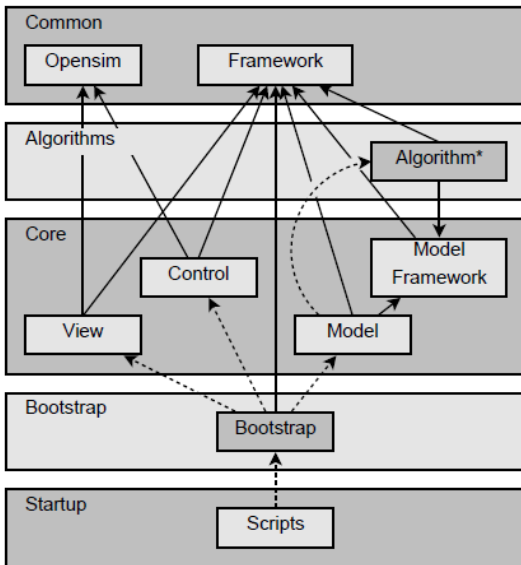 Common
Opensim
Framework
Algorithms
Algorithm*
Core
Model
Framework
Control
View
Model
Bootstrap
Bootstrap
Startup
Scripts